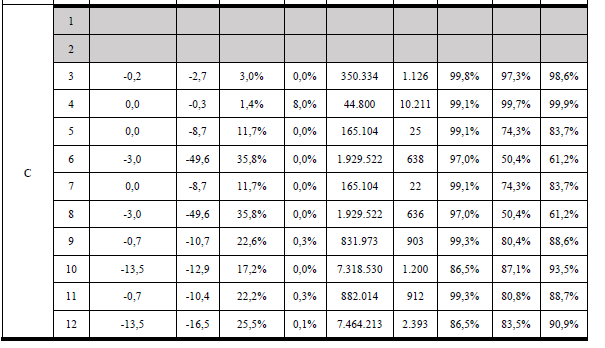 1
2
3 -0,2 -2,7 3,0% 0,0% 350.334 1.126 99,8% 97,3% 98,6%
4 0,0 -0,3 1,4% 8,0% 44.800 10.211 99,1% 99,7% 99,9%
5 0,0 -8,7 11,7% 0,0% 165.104 25 99,1% 74,3% 83,7%
6 -3,0 -49,6 35,8% 0,0% 1.929.522 638 97,0% 50,4% 61,2%
C
7 0,0 -8,7 11,7% 0,0% 165.104 22 99,1% 74,3% 83,7%
8 -3,0 -49,6 35,8% 0,0% 1.929.522 636 97,0% 50,4% 61,2%
9 -0,7 -10,7 22,6% 0,3% 831.973 903 99,3% 80,4% 88,6%
10 -13,5 -12,9 17,2% 0,0% 7.318.530 1.200 86,5% 87,1% 93,5%
11 -0,7 -10,4 22,2% 0,3% 882.014 912 99,3% 80,8% 88,7%
12 -13,5 -16,5 25,5% 0,1% 7.464.213 2.393 86,5% 83,5% 90,9%